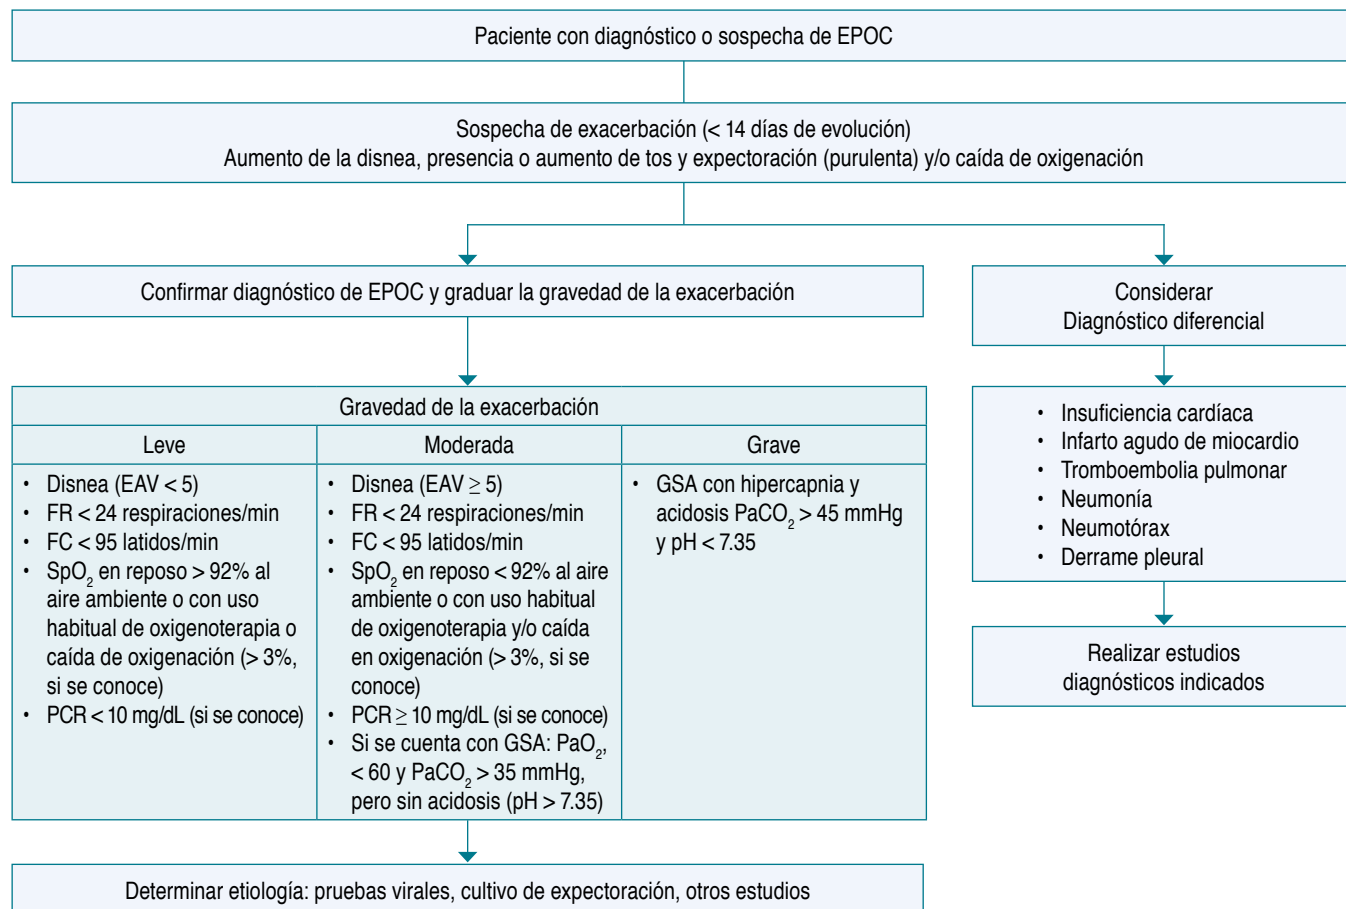 Paciente con diagnóstico o sospecha de EPOC
Sospecha de exacerbación (< 14 días de evolución)
Aumento de la disnea, presencia o aumento de tos y expectoración (purulenta) y/o caída de oxigenación
Confirmar diagnóstico de EPOC y graduar la gravedad de la exacerbación
Gravedad de la exacerbación
Leve
• Disnea (EAV < 5)
• FR < 24 respiraciones/min
• FC < 95 latidos/min
• SpO2 en reposo > 92% al
aire ambiente o con uso
habitual de oxigenoterapia o
caída de oxigenación (> 3%,
si se conoce)
• PCR < 10 mg/dL (si se conoce)
Moderada
• Disnea (EAV ≥ 5)
• FR < 24 respiraciones/min
• FC < 95 latidos/min
• SpO2 en reposo < 92% al aire
ambiente o con uso habitual
de oxigenoterapia y/o caída
en oxigenación (> 3%, si se
conoce)
• PCR ≥ 10 mg/dL (si se conoce)
• Si se cuenta con GSA: PaO2,
< 60 y PaCO2 > 35 mmHg,
pero sin acidosis (pH > 7.35)
Grave
• GSA con hipercapnia y
acidosis PaCO2 > 45 mmHg
y pH < 7.35
Determinar etiología: pruebas virales, cultivo de expectoración, otros estudios
Considerar
Diagnóstico diferencial
• Insuficiencia cardíaca
• Infarto agudo de miocardio
• Tromboembolia pulmonar
• Neumonía
• Neumotórax
• Derrame pleural
Realizar estudios
diagnósticos indicados